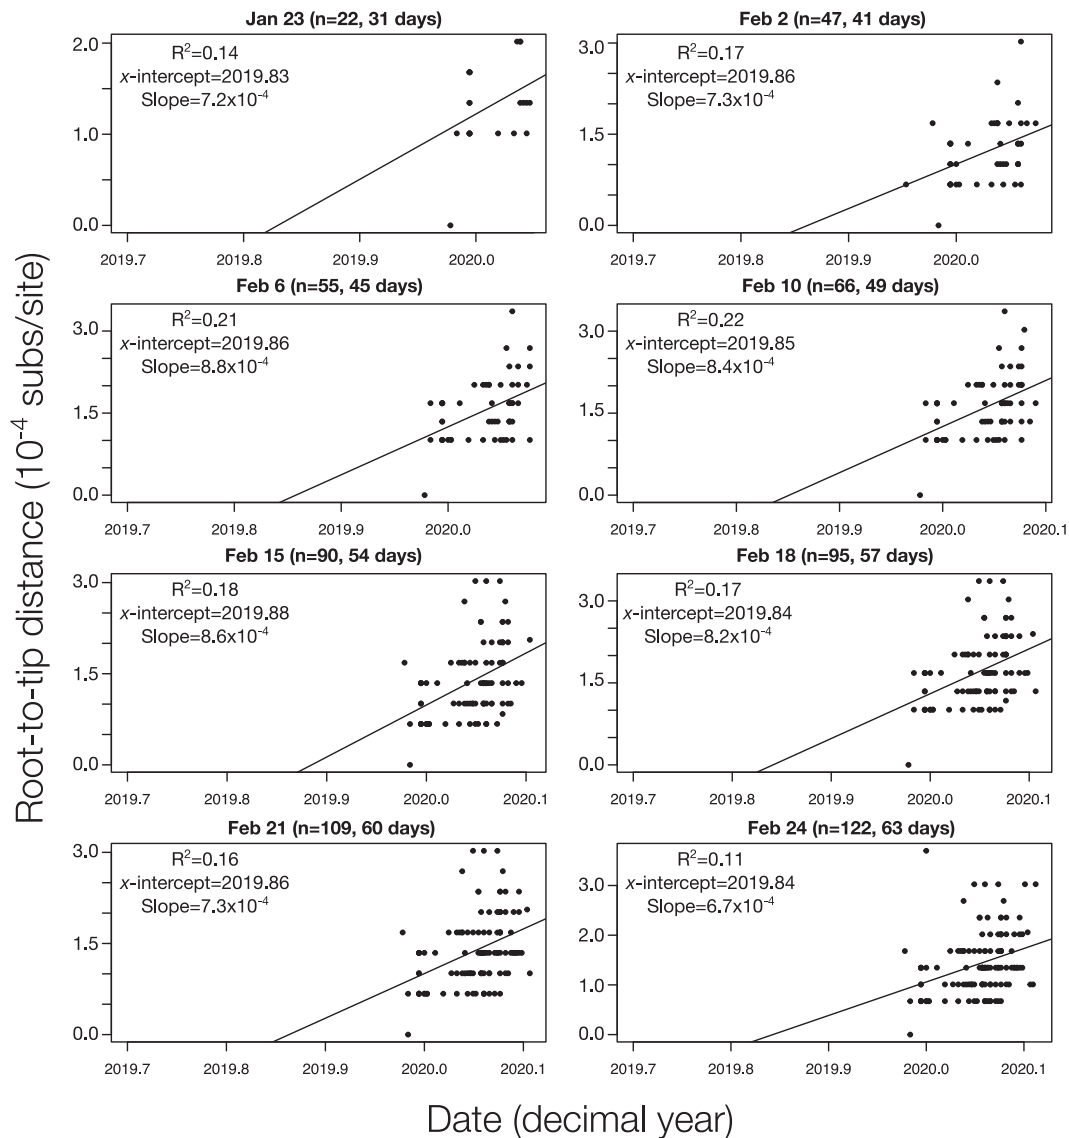 Root-to-tip distance (10⁻⁴ subs/site)
Jan 23 (n=22, 31 days)
R²=0.14
x-intercept=2019.83
Slope=7.2x10⁻⁴
2.0
1.0
0.0
2019.7 2019.8 2019.9 2020.0
Feb 2 (n=47, 41 days)
R²=0.17
x-intercept=2019.86
Slope=7.3x10⁻⁴
3.0
1.5
0.0
2019.7 2019.8 2019.9 2020.0
Feb 6 (n=55, 45 days)
R²=0.21
x-intercept=2019.86
Slope=8.8x10⁻⁴
3.0
1.5
0.0
2019.7 2019.8 2019.9 2020.0
Feb 10 (n=66, 49 days)
R²=0.22
x-intercept=2019.85
Slope=8.4x10⁻⁴
3.0
1.5
0.0
2019.7 2019.8 2019.9 2020.0 2020.1
Feb 15 (n=90, 54 days)
R²=0.18
x-intercept=2019.88
Slope=8.6x10⁻⁴
3.0
1.5
0.0
2019.7 2019.8 2019.9 2020.0 2020.1
Feb 18 (n=95, 57 days)
R²=0.17
x-intercept=2019.84
Slope=8.2x10⁻⁴
3.0
1.5
0.0
2019.7 2019.8 2019.9 2020.0 2020.1
Feb 21 (n=109, 60 days)
R²=0.16
x-intercept=2019.86
Slope=7.3x10⁻⁴
3.0
1.5
0.0
2019.7 2019.8 2019.9 2020.0 2020.1
Feb 24 (n=122, 63 days)
R²=0.11
x-intercept=2019.84
Slope=6.7x10⁻⁴
3.0
2.0
1.0
0.0
2019.7 2019.8 2019.9 2020.0 2020.1
Date (decimal year)